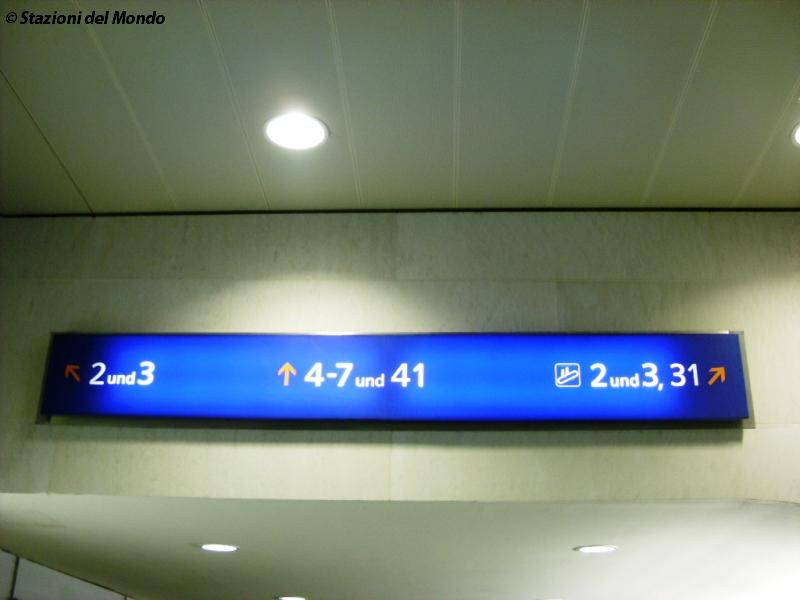 © Stazioni del Mondo
2 und 3 4-7 und 41 2 und 3, 31